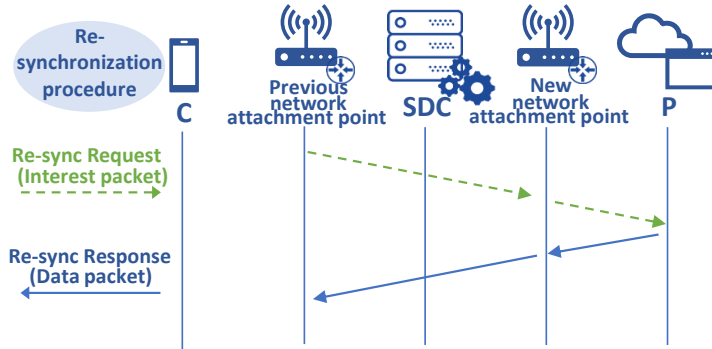 Re-
synchronization
procedure
C
Previous
network
attachment point
SDC
New
network
attachment point
P
Re-sync Request
(Interest packet)
Re-sync Response
(Data packet)